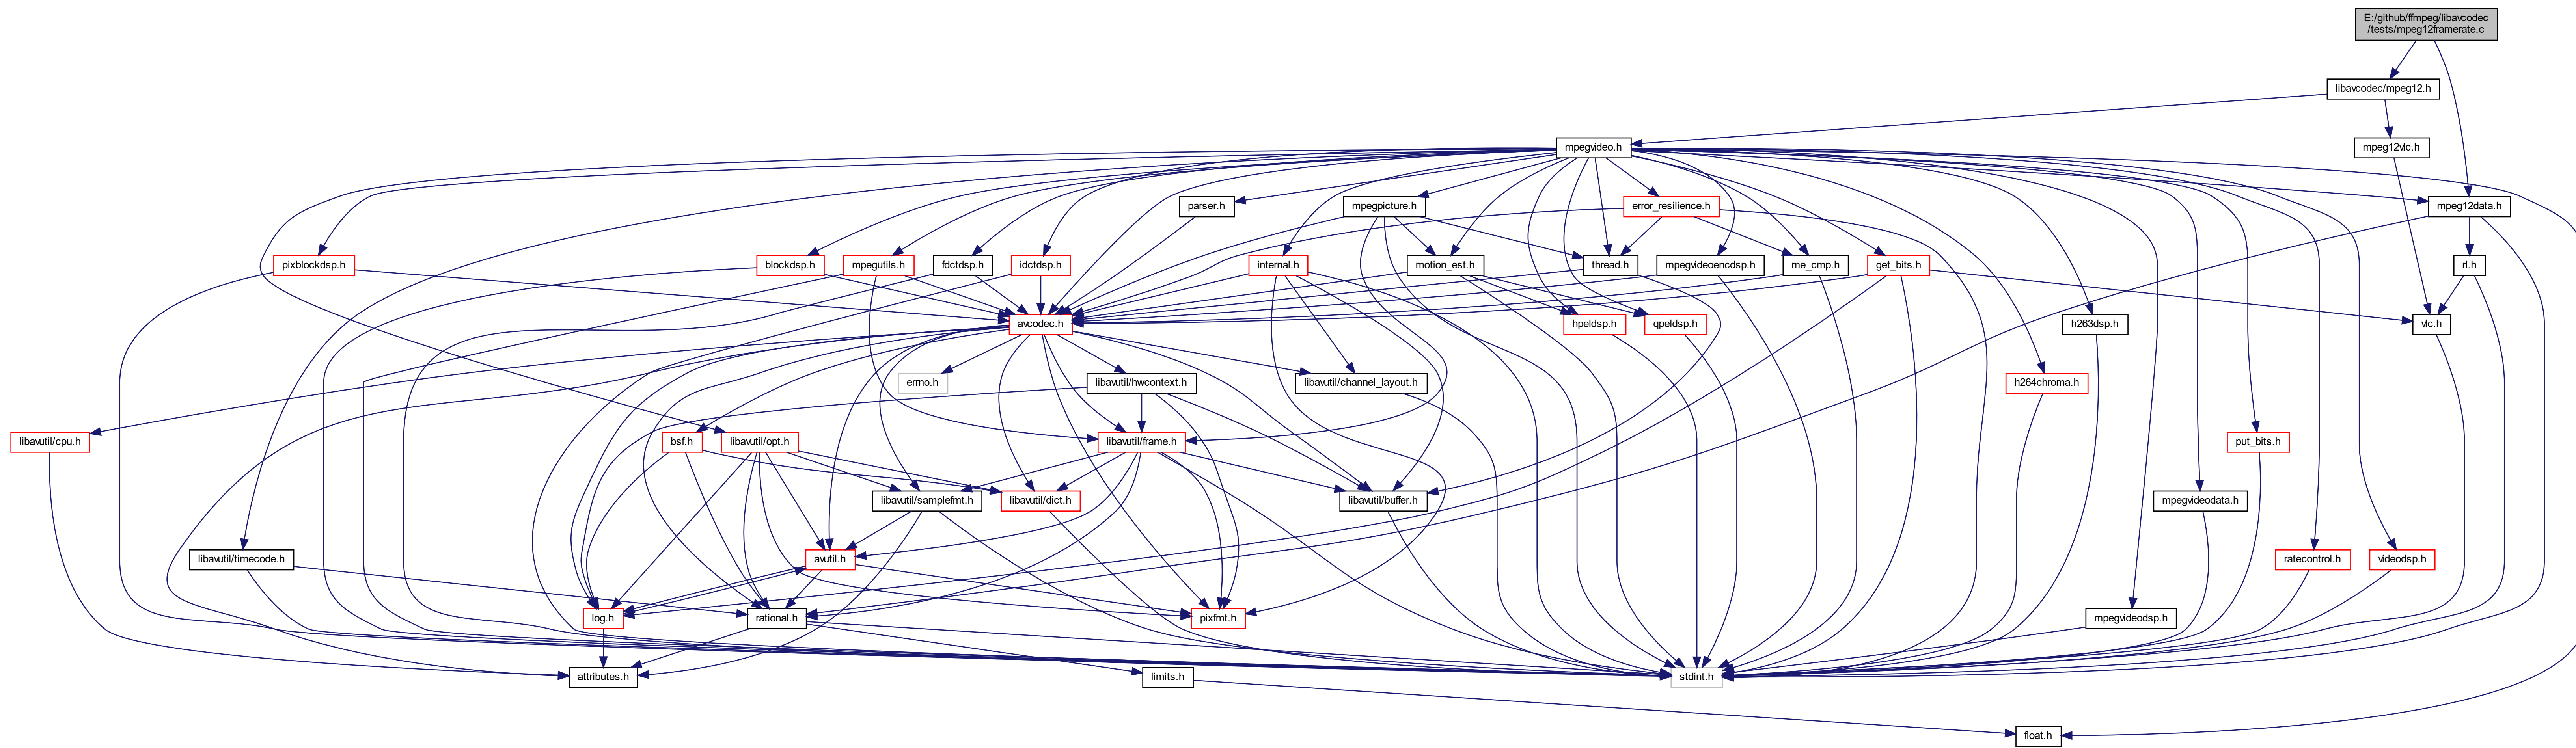 E:/github/ffmpeg/libavcodec
/tests/mpeg12framerate.c
libavcodec/mpeg12.h
mpegvideo.h
mpeg12vlc.h
parser.h
mpegpicture.h
error_resilience.h
mpeg12data.h
pixblockdsp.h
blockdsp.h
mpegutils.h
fdctdsp.h
idctdsp.h
internal.h
motion_est.h
thread.h
mpegvideoencdsp.h
me_cmp.h
get_bits.h
rl.h
avcodec.h
hpeldsp.h
qpeldsp.h
h263dsp.h
vlc.h
errno.h
libavutil/hwcontext.h
libavutil/channel_layout.h
h264chroma.h
libavutil/cpu.h
bsf.h
libavutil/opt.h
libavutil/frame.h
put_bits.h
libavutil/samplefmt.h
libavutil/dict.h
libavutil/buffer.h
mpegvideodata.h
libavutil/timecode.h
avutil.h
ratecontrol.h
videodsp.h
log.h
rational.h
pixfmt.h
mpegvideodsp.h
attributes.h
limits.h
stdint.h
float.h